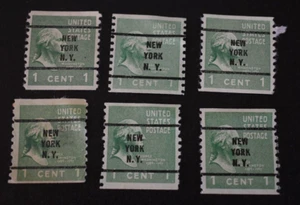 UNITED
STATES
POSTAGE
NEW
YORK
N. Y.
1 CENT 1
UNITED
STATES
POSTAGE
NEW
YORK
N. Y.
1 CENT 1
UNITED
STATES
POSTAGE
NEW
YORK
N. Y.
1 CENT 1
UNITED
STATES
POSTAGE
NEW
YORK
N. Y.
1 CENT 1
UNITED
STATES
POSTAGE
NEW
YORK
N. Y.
1 CENT 1
UNITED
STATES
POSTAGE
NEW
YORK
N. Y.
1 CENT 1